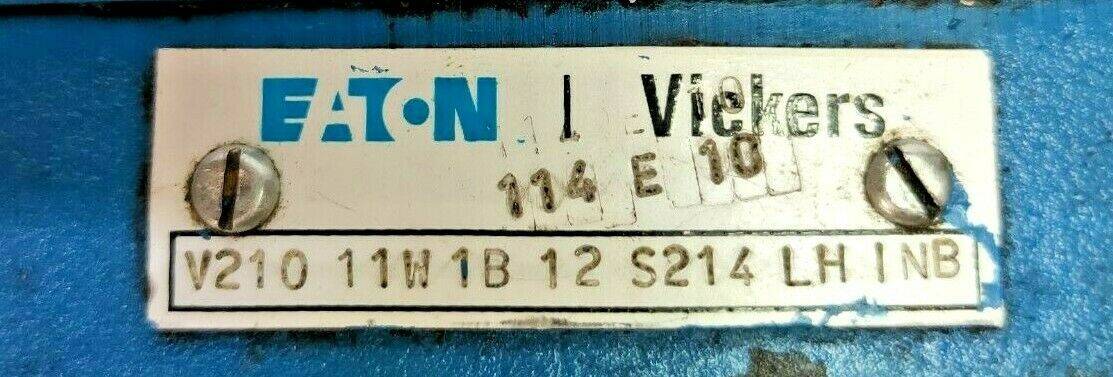 EATON | Vickers
114 E 10
V210 11W 1B 12 S214 LH INB